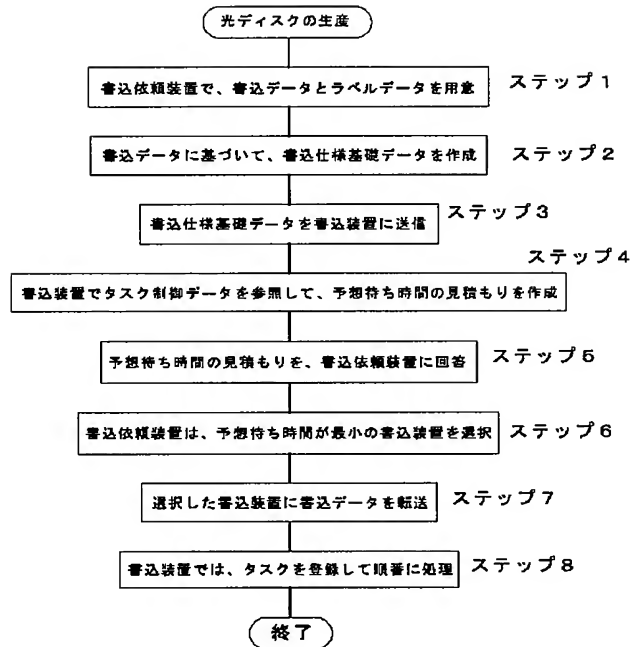 光ディスクの生産
書込依頼装置で、書込データとラベルデータを用意 ステップ1
書込データに基づいて、書込仕様基礎データを作成 ステップ2
書込仕様基礎データを書込装置に送信 ステップ3
ステップ4
書込装置でタスク制御データを参照して、予想待ち時間の見積もりを作成
予想待ち時間の見積もりを、書込依頼装置に回答 ステップ5
書込依頼装置は、予想待ち時間が最小の書込装置を選択 ステップ6
選択した書込装置に書込データを転送 ステップ7
書込装置では、タスクを登録して順番に処理 ステップ8
終了